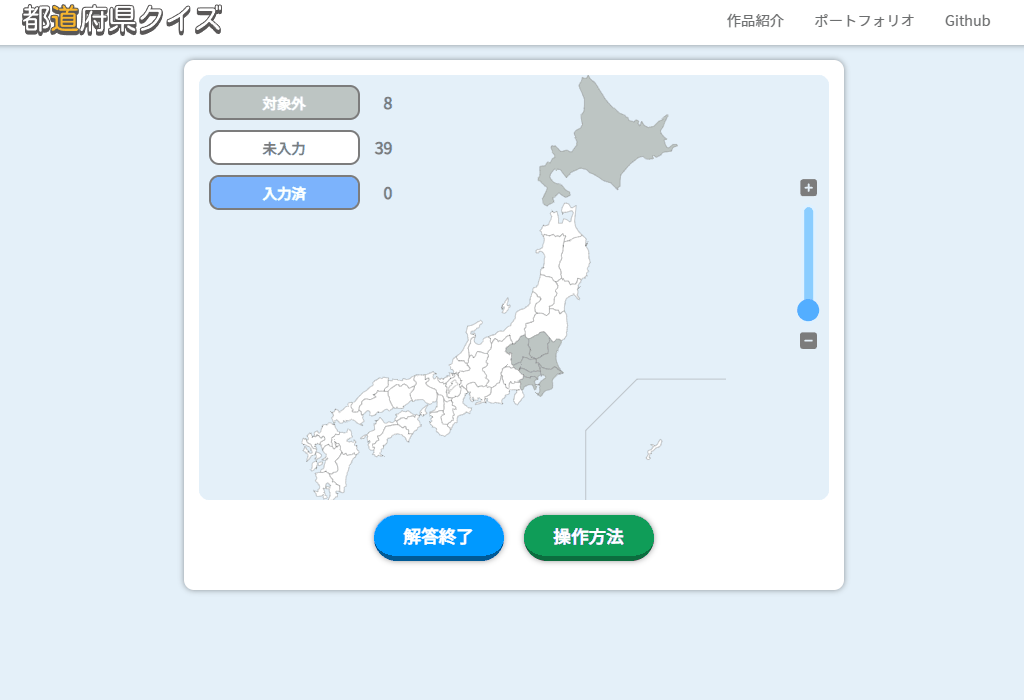 都道府県クイズ
作品紹介 ポートフォリオ Github
対象外 8
未入力 39
入力済 0
解答終了 操作方法